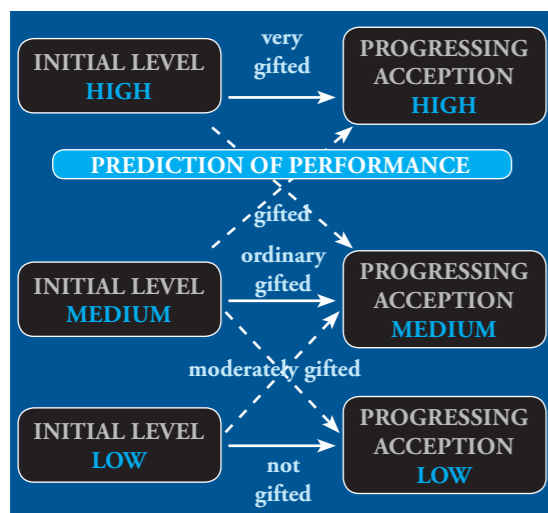 INITIAL LEVEL
HIGH
very
gifted
PROGRESSING
ACCEPTION
HIGH
PREDICTION OF PERFORMANCE
gifted
INITIAL LEVEL
MEDIUM
ordinary
gifted
PROGRESSING
ACCEPTION
MEDIUM
moderately gifted
INITIAL LEVEL
LOW
not
gifted
PROGRESSING
ACCEPTION
LOW